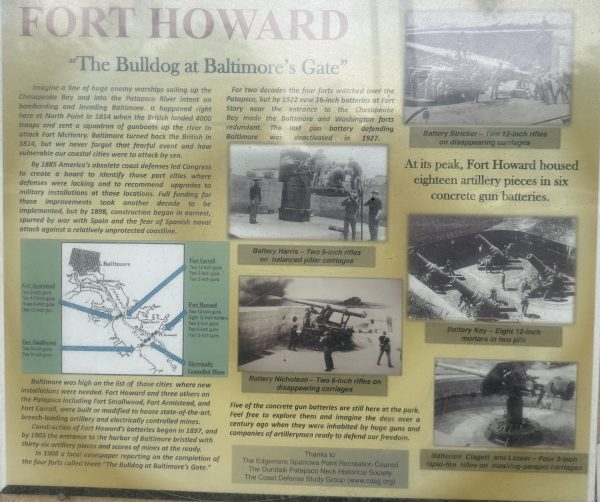 FORT HOWARD
"The Bulldog at Baltimore's Gate"
Imagine a line of huge enemy warships sailing up the
Chesapeake Bay and into the Patapsco River intent on
bombarding and invading Baltimore. It happened right
here at North Point in 1814 when the British landed 4000
troops and sent a squadron of gunboats up the river to
attack Fort McHenry. Baltimore turned back the British in
1814, but we never forgot that fearful event and how
vulnerable our coastal cities were to attack by sea.
By 1885 America's obsolete coast defenses led Congress
to create a board to identify those port cities where
defenses were lacking and to recommend upgrades to
military installations at those locations. Full funding for
those improvements took another decade to be
implemented, but by 1898, construction began in earnest,
spurred by war with Spain and the fear of Spanish naval
attack against a relatively unprotected coastline.
Baltimore
Fort Carroll
Fort Armistead
Fort Howard
Fort Smallwood
Electrically
Controlled Mines
Baltimore was high on the list of those cities where new
installations were needed. Fort Howard and three others on
the Patapsco including Fort Smallwood, Fort Armistead, and
Fort Carroll, were built or modified to house state-of-the-art,
breech-loading artillery and electrically controlled mines.
Construction of Fort Howard's batteries began in 1897, and
by 1903 the entrance to the harbor of Baltimore bristled with
thirty-six artillery pieces and scores of mines at the ready.
In 1908 a local newspaper reporting on the completion of
the four forts called them "The Bulldog at Baltimore's Gate."
For two decades the four forts watched over the
Patapsco, but by 1922 new 16-inch batteries at Fort
Story near the entrance to the Chesapeake
Bay made the Baltimore and Washington forts
redundant. The last gun battery defending
Baltimore was deactivated in 1927.
Battery Harris – Two 5-inch rifles
on balanced pillar carriages
Battery Nicholson – Two 6-inch rifles on
disappearing carriages
Five of the concrete gun batteries are still here at the park.
Feel free to explore them and imagine the days over a
century ago when they were inhabited by huge guns and
companies of artillerymen ready to defend our freedom.
Thanks to
The Edgemere Sparrows Point Recreation Council
The Dundalk Patapsco Neck Historical Society
The Coast Defense Study Group (www.cdsg.org)
Battery Stricker – Two 12-inch rifles
on disappearing carriages
At its peak, Fort Howard housed
eighteen artillery pieces in six
concrete gun batteries.
Battery Key – Eight 12-inch
mortars in two pits
Batteries Clagett and Lazear – Four 3-inch
rapid-fire rifles on masking-parapet carriages